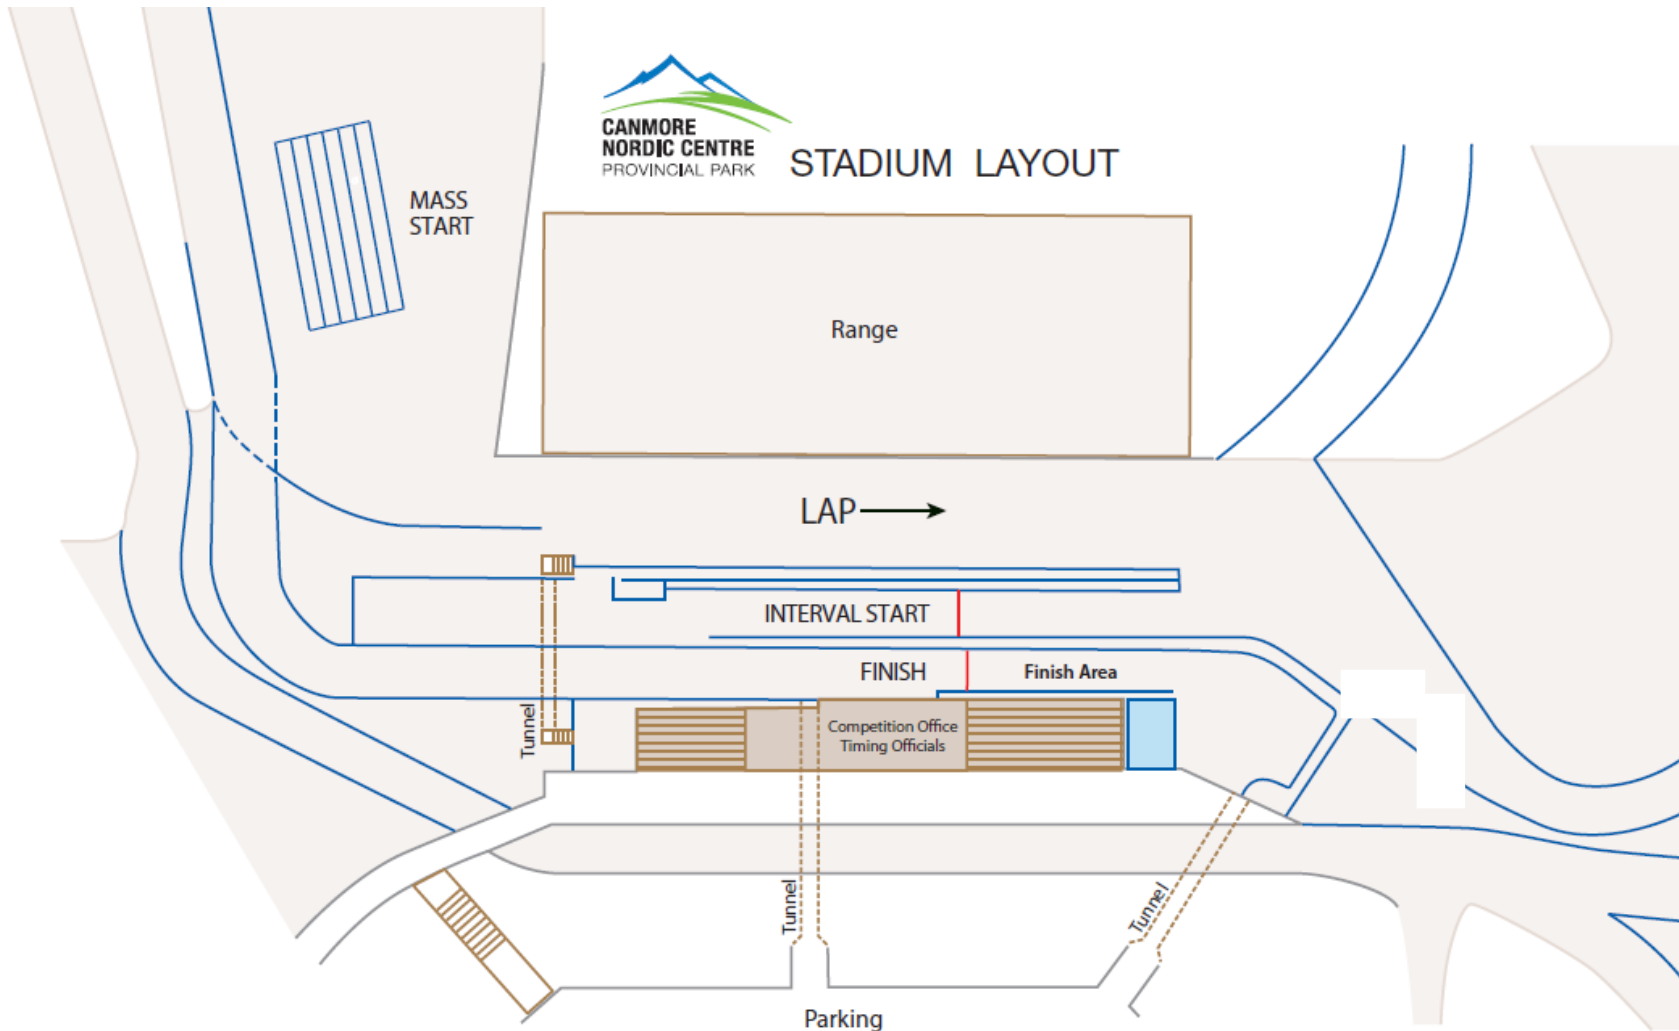 CANMORE
NORDIC CENTRE
PROVINCIAL PARK
STADIUM LAYOUT
MASS
START
Range
LAP
INTERVAL START
FINISH
Finish Area
Tunnel
Competition Office
Timing Officials
Tunnel
Tunnel
Parking